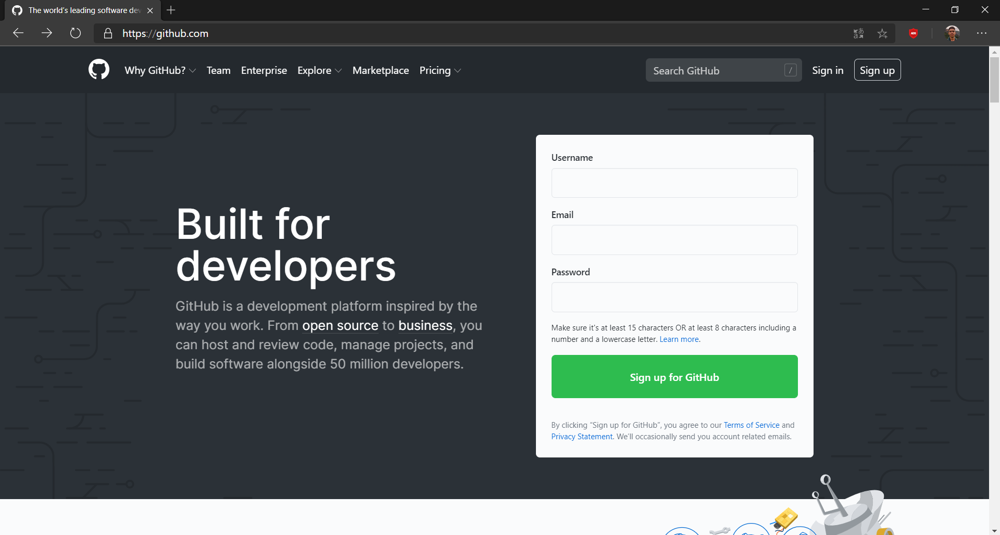 The world's leading software dev
https://github.com
ADS
Why GitHub? Team Enterprise Explore Marketplace Pricing
Search GitHub /
Sign in
Sign up
Built for
developers
GitHub is a development platform inspired by the
way you work. From open source to business, you
can host and review code, manage projects, and
build software alongside 50 million developers.
Username
Email
Password
Make sure it's at least 15 characters OR at least 8 characters including a
number and a lowercase letter. Learn more.
Sign up for GitHub
By clicking “Sign up for GitHub”, you agree to our Terms of Service and
Privacy Statement. We’ll occasionally send you account related emails.